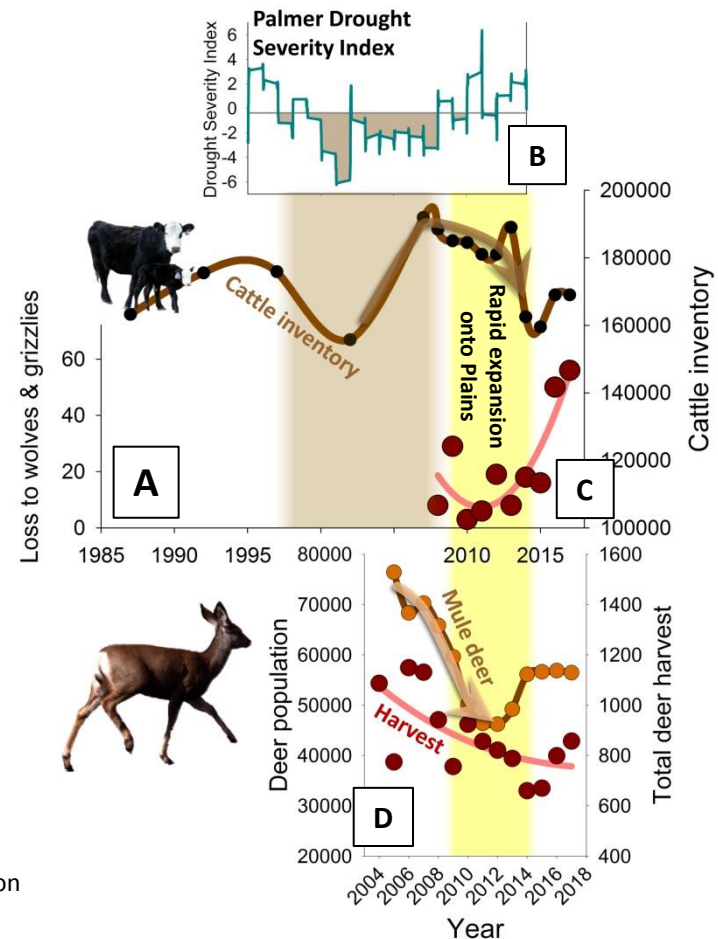 Palmer Drought
Severity Index
Drought Severity Index
6
4
2
0
-2
-4
-6
B
200000
180000
160000
140000
120000
100000
Cattle inventory
Cattle inventory
Rapid expansion
onto Plains
Loss to wolves & grizzlies
60
40
20
0
A
C
1985
1990
1995
2010
2015
80000
70000
60000
50000
40000
30000
20000
Deer population
Mule deer
Harvest
D
1600
1400
1200
1000
800
600
400
Total deer harvest
2004
2006
2008
2010
2012
2014
2016
2018
Year
on